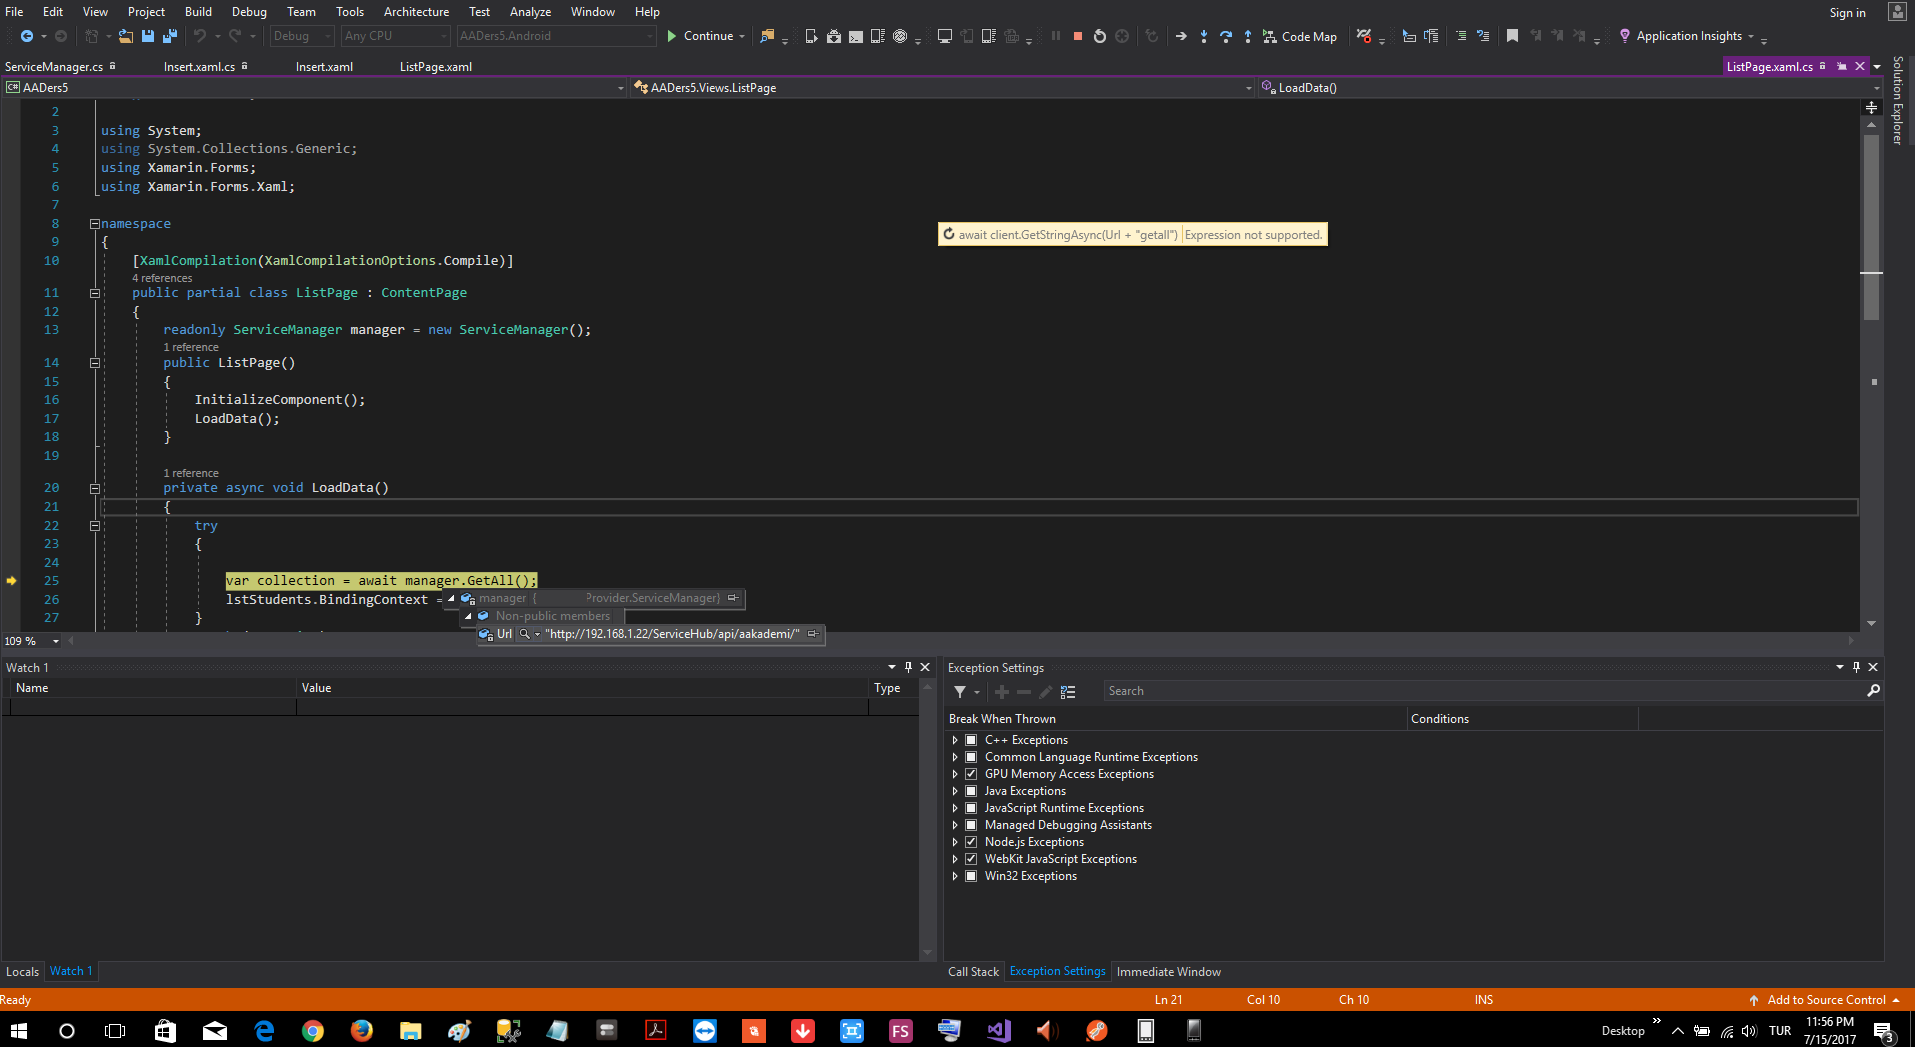 File Edit View Project Build Debug Team Tools Architecture Test Analyze Window Help Sign in
Debug Any CPU AADers5.Android Continue Code Map Application Insights
ServiceManager.cs Insert.xaml.cs Insert.xaml ListPage.xaml ListPage.xaml.cs
C# AADers5 AADers5.Views.ListPage LoadData()
Solution Explorer
2
3 using System;
4 using System.Collections.Generic;
5 using Xamarin.Forms;
6 using Xamarin.Forms.Xaml;
7
8 namespace
9 {
await client.GetStringAsync(Url + "getall") Expression not supported.
10 [XamlCompilation(XamlCompilationOptions.Compile)]
4 references
11 public partial class ListPage : ContentPage
12 {
13 readonly ServiceManager manager = new ServiceManager();
1 reference
14 public ListPage()
15 {
16 InitializeComponent();
17 LoadData();
18 }
19
1 reference
20 private async void LoadData()
21 {
22 try
23 {
24
25 var collection = await manager.GetAll();
26 lstStudents.BindingContext =
manager { Provider.ServiceManager}
27 }
Non-public members
Url "http://192.168.1.22/ServiceHub/api/aakademi/"
109 %
Watch 1
Name Value Type
Locals Watch 1
Exception Settings
Search
Break When Thrown Conditions
C++ Exceptions
Common Language Runtime Exceptions
GPU Memory Access Exceptions
Java Exceptions
JavaScript Runtime Exceptions
Managed Debugging Assistants
Node.js Exceptions
WebKit JavaScript Exceptions
Win32 Exceptions
Call Stack Exception Settings Immediate Window
Ready Ln 21 Col 10 Ch 10 INS Add to Source Control
FS Desktop TUR 11:56 PM
7/15/2017 3